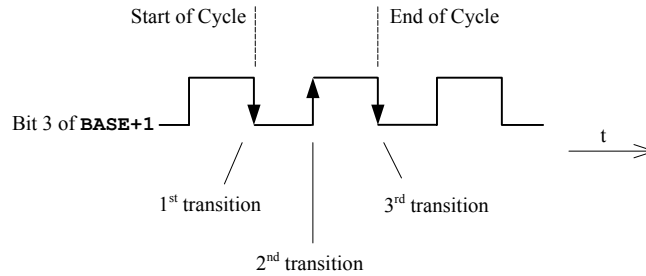 Start of Cycle
End of Cycle
Bit 3 of BASE+1
t
1st transition
3rd transition
2nd transition